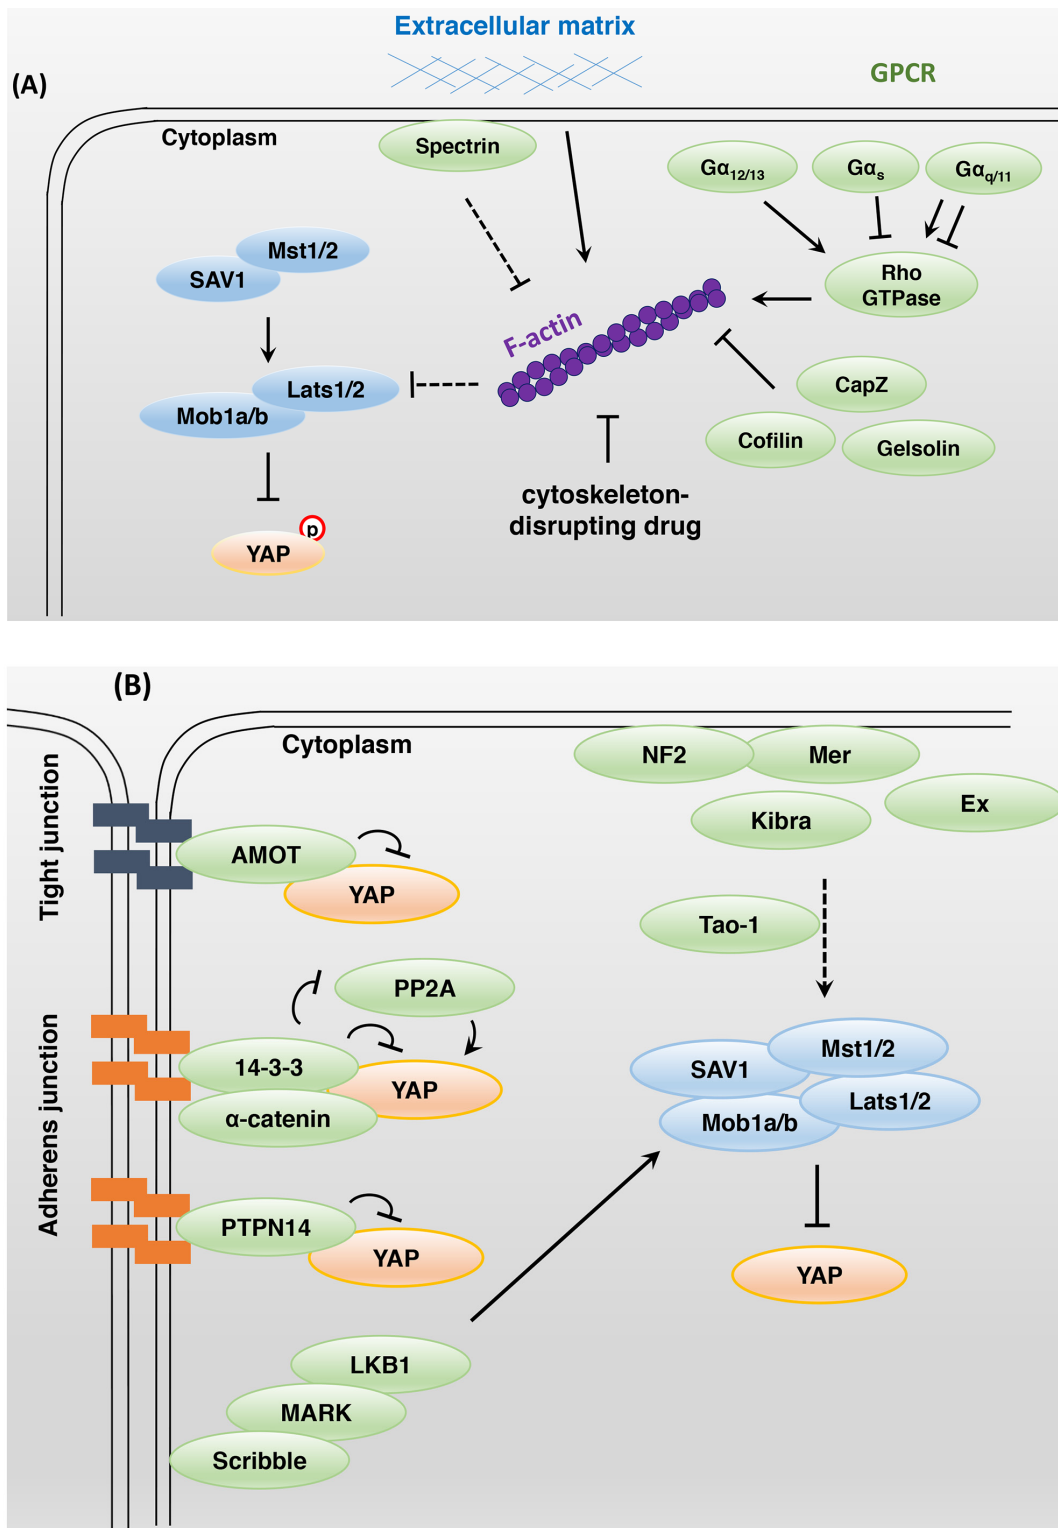 Extracellular matrix
(A)
GPCR
Cytoplasm
Spectrin
Gα12/13
Gαs
Gαq/11
Mst1/2
SAV1
Rho
GTPase
F-actin
Lats1/2
Mob1a/b
CapZ
Cofilin
Gelsolin
cytoskeleton-
disrupting drug
p
YAP
(B)
Cytoplasm
NF2
Mer
Ex
Kibra
Tight junction
AMOT
YAP
Tao-1
PP2A
Adherens junction
14-3-3
YAP
α-catenin
Mst1/2
SAV1
Lats1/2
Mob1a/b
PTPN14
YAP
YAP
LKB1
MARK
Scribble